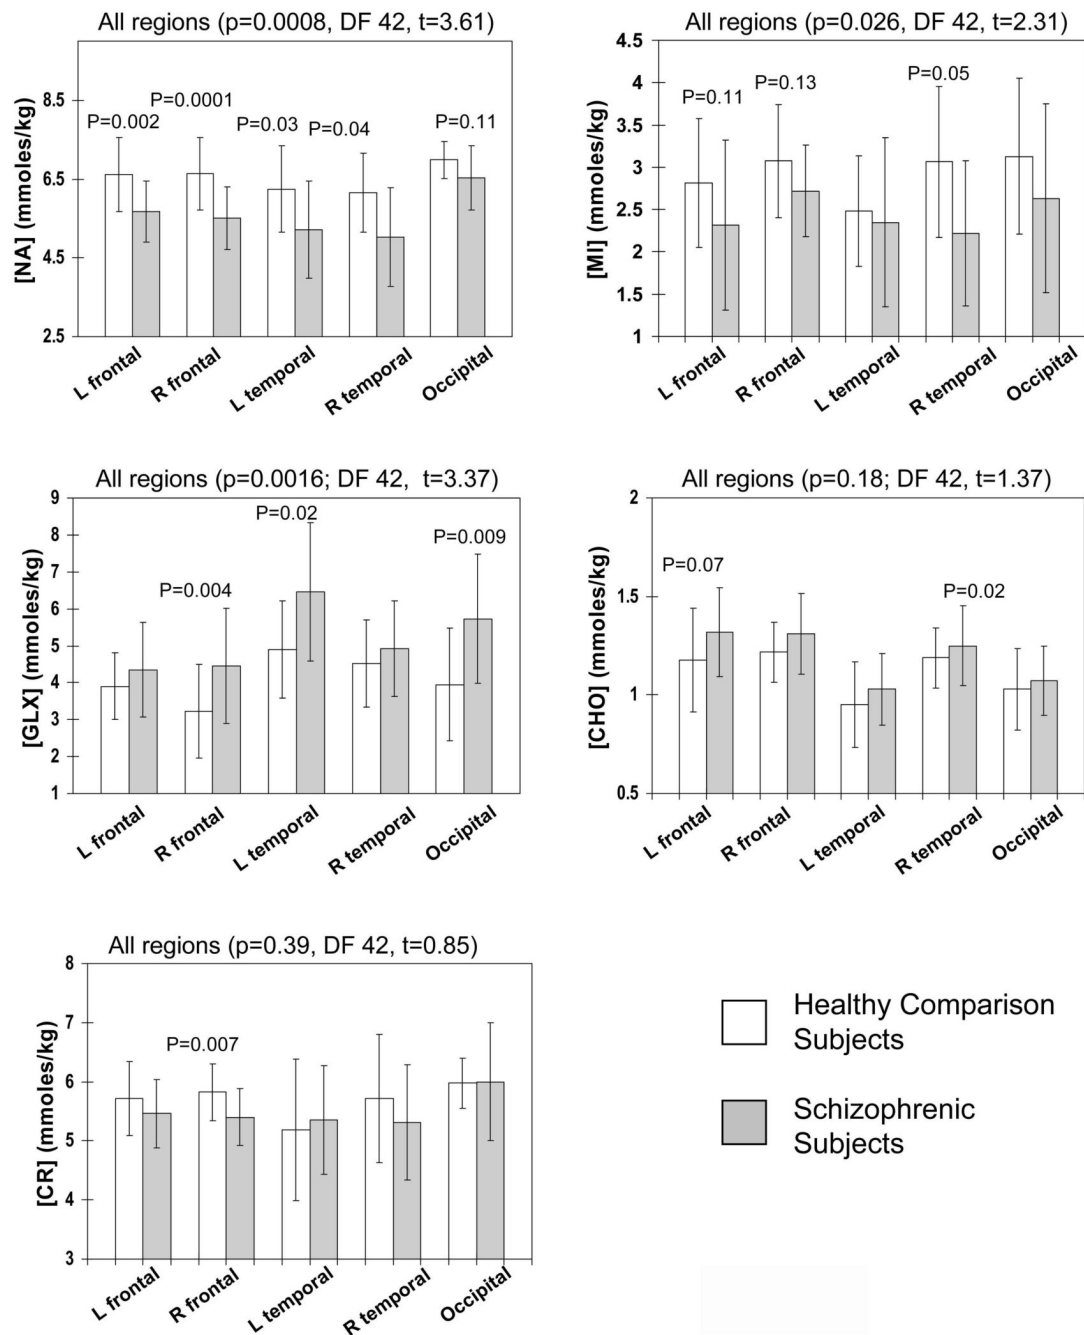 All regions (p=0.0008, DF 42, t=3.61)
[NA] (mmoles/kg)
8.5
6.5
4.5
2.5
P=0.002
P=0.0001
P=0.03
P=0.04
P=0.11
L frontal
R frontal
L temporal
R temporal
Occipital
All regions (p=0.026, DF 42, t=2.31)
[MI] (mmoles/kg)
4.5
4
3.5
3
2.5
2
1.5
1
P=0.11
P=0.13
P=0.05
L frontal
R frontal
L temporal
R temporal
Occipital
All regions (p=0.0016; DF 42, t=3.37)
[GLX] (mmoles/kg)
9
8
7
6
5
4
3
2
1
P=0.004
P=0.02
P=0.009
L frontal
R frontal
L temporal
R temporal
Occipital
All regions (p=0.18; DF 42, t=1.37)
[CHO] (mmoles/kg)
2
1.5
1
0.5
P=0.07
P=0.02
L frontal
R frontal
L temporal
R temporal
Occipital
All regions (p=0.39, DF 42, t=0.85)
[CR] (mmoles/kg)
8
7
6
5
4
3
P=0.007
L frontal
R frontal
L temporal
R temporal
Occipital
Healthy Comparison
Subjects
Schizophrenic
Subjects